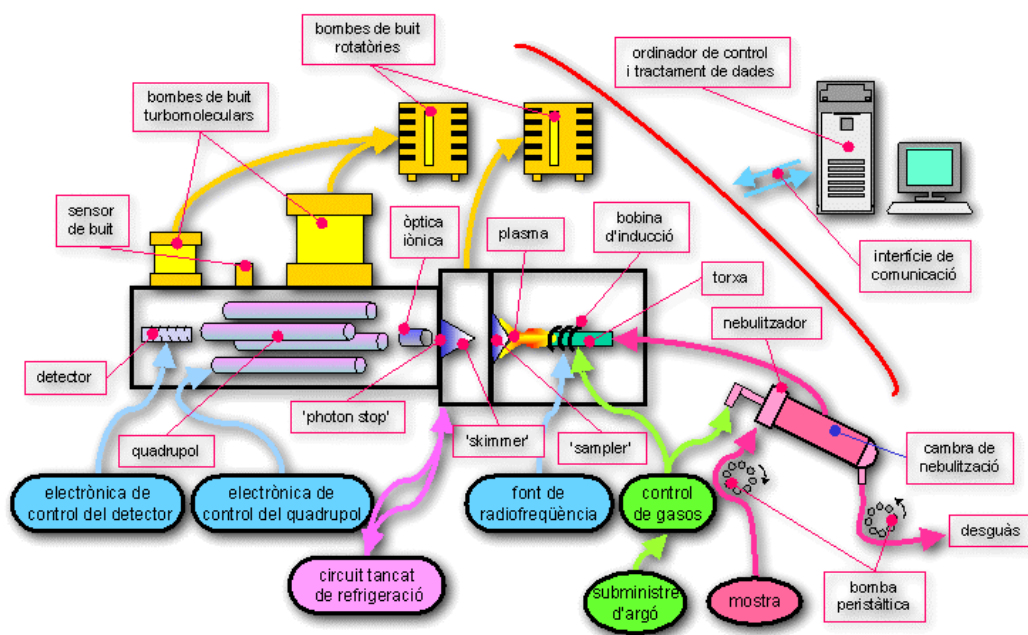 bombes de buit
rotatòries
ordinador de control
i tractament de dades
bombes de buit
turbomoleculars
sensor
de buit
òptica
iònica
plasma
bobina
d'inducció
interfície de
comunicació
torxa
nebulitzador
detector
quadrupol
'photon stop'
'skimmer'
'sampler'
cambra de
nebulització
electrònica de
control del detector
electrònica de
control del quadrupol
font de
radiofreqüència
control
de gasos
desguàs
circuit tancat
de refrigeració
subministre
d'argó
mostra
bomba
peristàltica